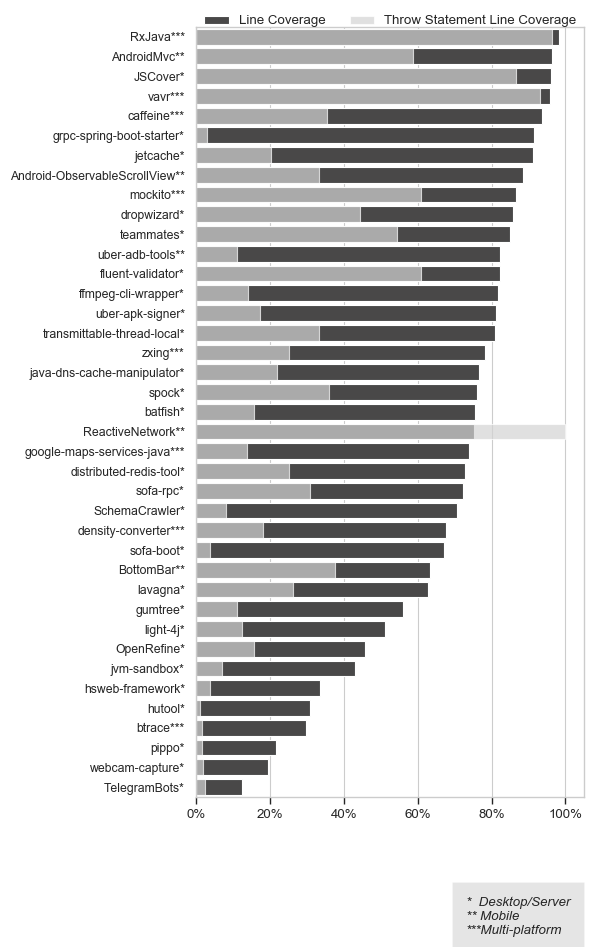 Line Coverage Throw Statement Line Coverage
RxJava***
AndroidMvc**
JSCover*
vavr***
caffeine***
grpc-spring-boot-starter*
jetcache*
Android-ObservableScrollView**
mockito***
dropwizard*
teammates*
uber-adb-tools**
fluent-validator*
ffmpeg-cli-wrapper*
uber-apk-signer*
transmittable-thread-local*
zxing***
java-dns-cache-manipulator*
spock*
batfish*
ReactiveNetwork**
google-maps-services-java***
distributed-redis-tool*
sofa-rpc*
SchemaCrawler*
density-converter***
sofa-boot*
BottomBar**
lavagna*
gumtree*
light-4j*
OpenRefine*
jvm-sandbox*
hsweb-framework*
hutool*
btrace***
pippo*
webcam-capture*
TelegramBots*
0% 20% 40% 60% 80% 100%
* Desktop/Server
** Mobile
***Multi-platform